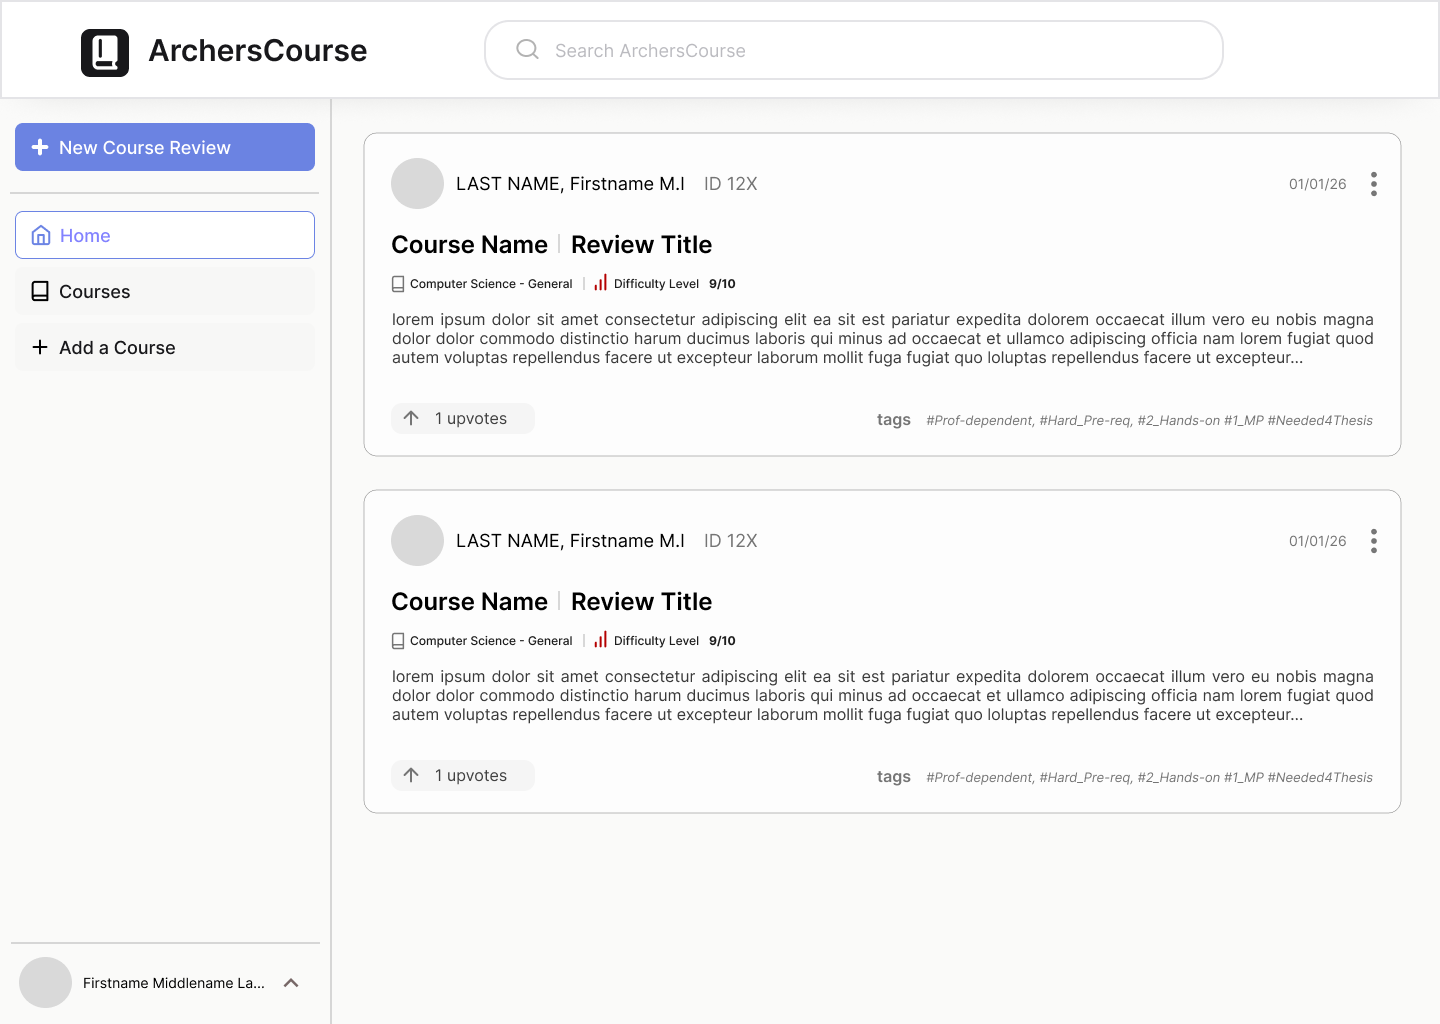 ArchersCourse
Search ArchersCourse
New Course Review
Home
Courses
Add a Course
LAST NAME, Firstname M.I ID 12X 01/01/26
Course Name Review Title
Computer Science - General Difficulty Level 9/10
lorem ipsum dolor sit amet consectetur adipiscing elit ea sit est pariatur expedita dolorem occaecat illum vero eu nobis magna
dolor dolor commodo distinctio harum ducimus laboris qui minus ad occaecat et ullamco adipiscing officia nam lorem fugiat quod
autem voluptas repellendus facere ut excepteur laborum mollit fuga fugiat quo loluptas repellendus facere ut excepteur...
1 upvotes tags #Prof-dependent, #Hard_Pre-req, #2_Hands-on #1_MP #Needed4Thesis
LAST NAME, Firstname M.I ID 12X 01/01/26
Course Name Review Title
Computer Science - General Difficulty Level 9/10
lorem ipsum dolor sit amet consectetur adipiscing elit ea sit est pariatur expedita dolorem occaecat illum vero eu nobis magna
dolor dolor commodo distinctio harum ducimus laboris qui minus ad occaecat et ullamco adipiscing officia nam lorem fugiat quod
autem voluptas repellendus facere ut excepteur laborum mollit fuga fugiat quo loluptas repellendus facere ut excepteur...
1 upvotes tags #Prof-dependent, #Hard_Pre-req, #2_Hands-on #1_MP #Needed4Thesis
Firstname Middlename La...